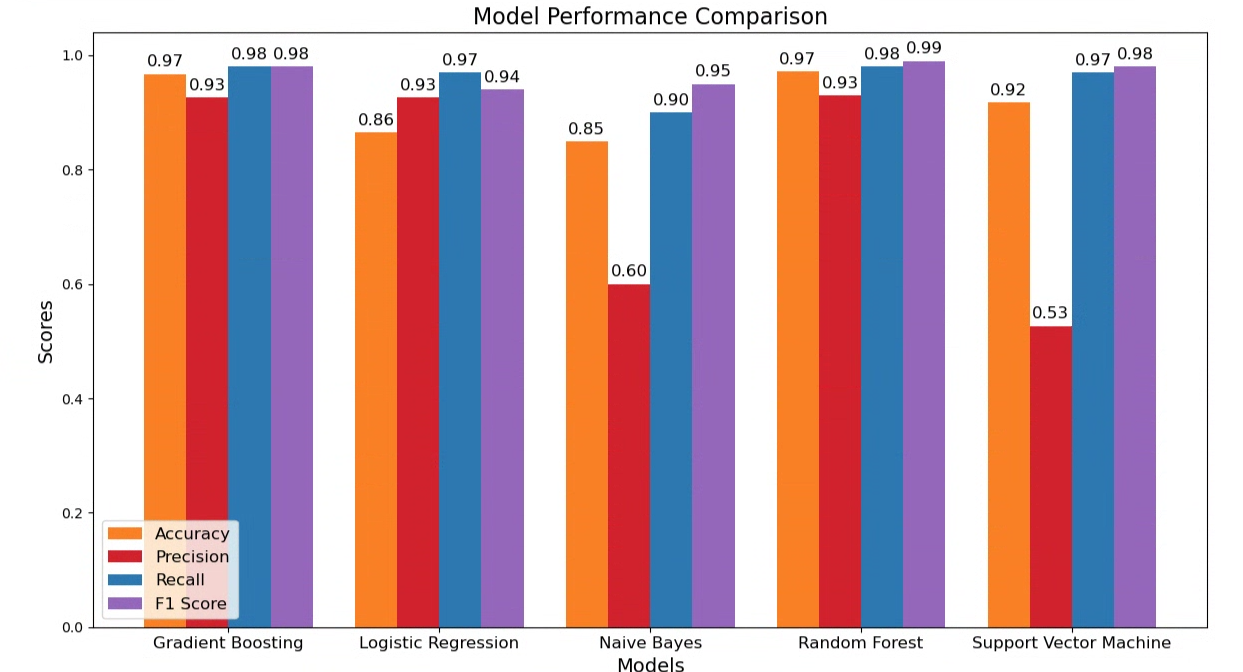 Model Performance Comparison
Scores
1.0
0.8
0.6
0.4
0.2
0.0
0.97 0.93 0.98 0.98
0.86 0.93 0.97 0.94
0.85 0.60 0.90 0.95
0.97 0.93 0.98 0.99
0.92 0.53 0.97 0.98
Accuracy
Precision
Recall
F1 Score
Gradient Boosting Logistic Regression Naive Bayes Random Forest Support Vector Machine
Models